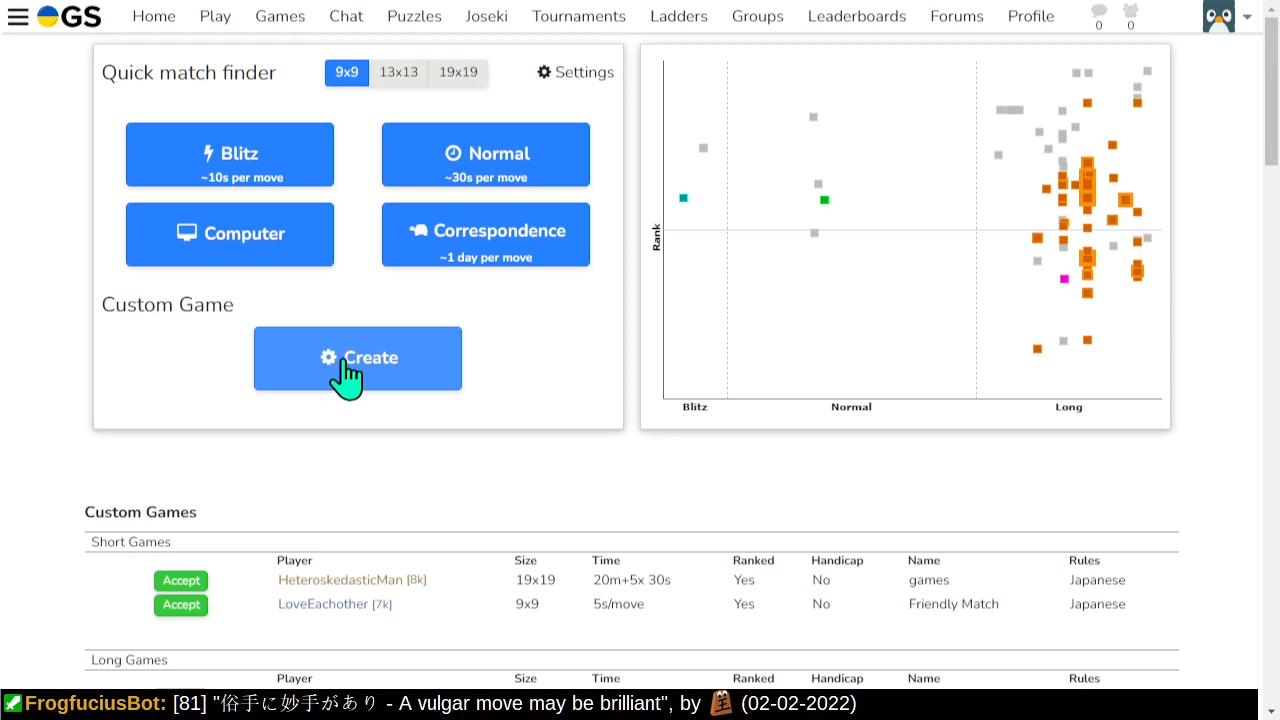 GS Home Play Games Chat Puzzles Joseki Tournaments Ladders Groups Leaderboards Forums Profile 0 0
Quick match finder 9x9 13x13 19x19 Settings
Blitz
~10s per move
Normal
~30s per move
Computer
Correspondence
~1 day per move
Custom Game
Create
Rank
Blitz Normal Long
Custom Games
Short Games
Player Size Time Ranked Handicap Name Rules
Accept HeteroskedasticMan [8k] 19x19 20m+5x 30s Yes No games Japanese
Accept LoveEachother [7k] 9x9 5s/move Yes No Friendly Match Japanese
Long Games
Player Size Time Ranked Handicap Name Rules
FrogfuciusBot: [81] "俗手に妙手があり - A vulgar move may be brilliant", by (02-02-2022)